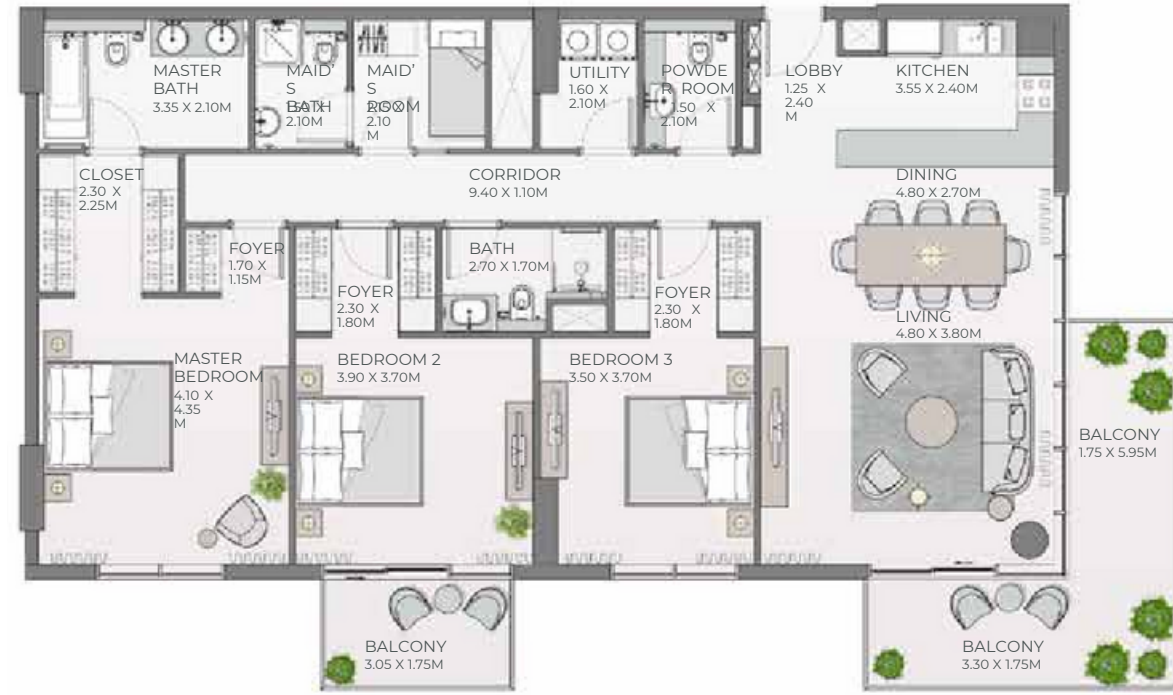 MASTER
BATH
3.35 X 2.10M
MAID'
S
BATH
2.10M
MAID'
S
ROOM
2.10
M
UTILITY
1.60 X
2.10M
POWDE
R ROOM
1.50 X
2.10M
LOBBY
1.25 X
2.40
M
KITCHEN
3.55 X 2.40M
CLOSET
2.30 X
2.25M
CORRIDOR
9.40 X 1.10M
DINING
4.80 X 2.70M
FOYER
1.70 X
1.15M
FOYER
2.30 X
1.80M
BATH
2.70 X 1.70M
FOYER
2.30 X
1.80M
LIVING
4.80 X 3.80M
MASTER
BEDROOM
4.10 X
4.35
M
BEDROOM 2
3.90 X 3.70M
BEDROOM 3
3.50 X 3.70M
BALCONY
1.75 X 5.95M
BALCONY
3.05 X 1.75M
BALCONY
3.30 X 1.75M